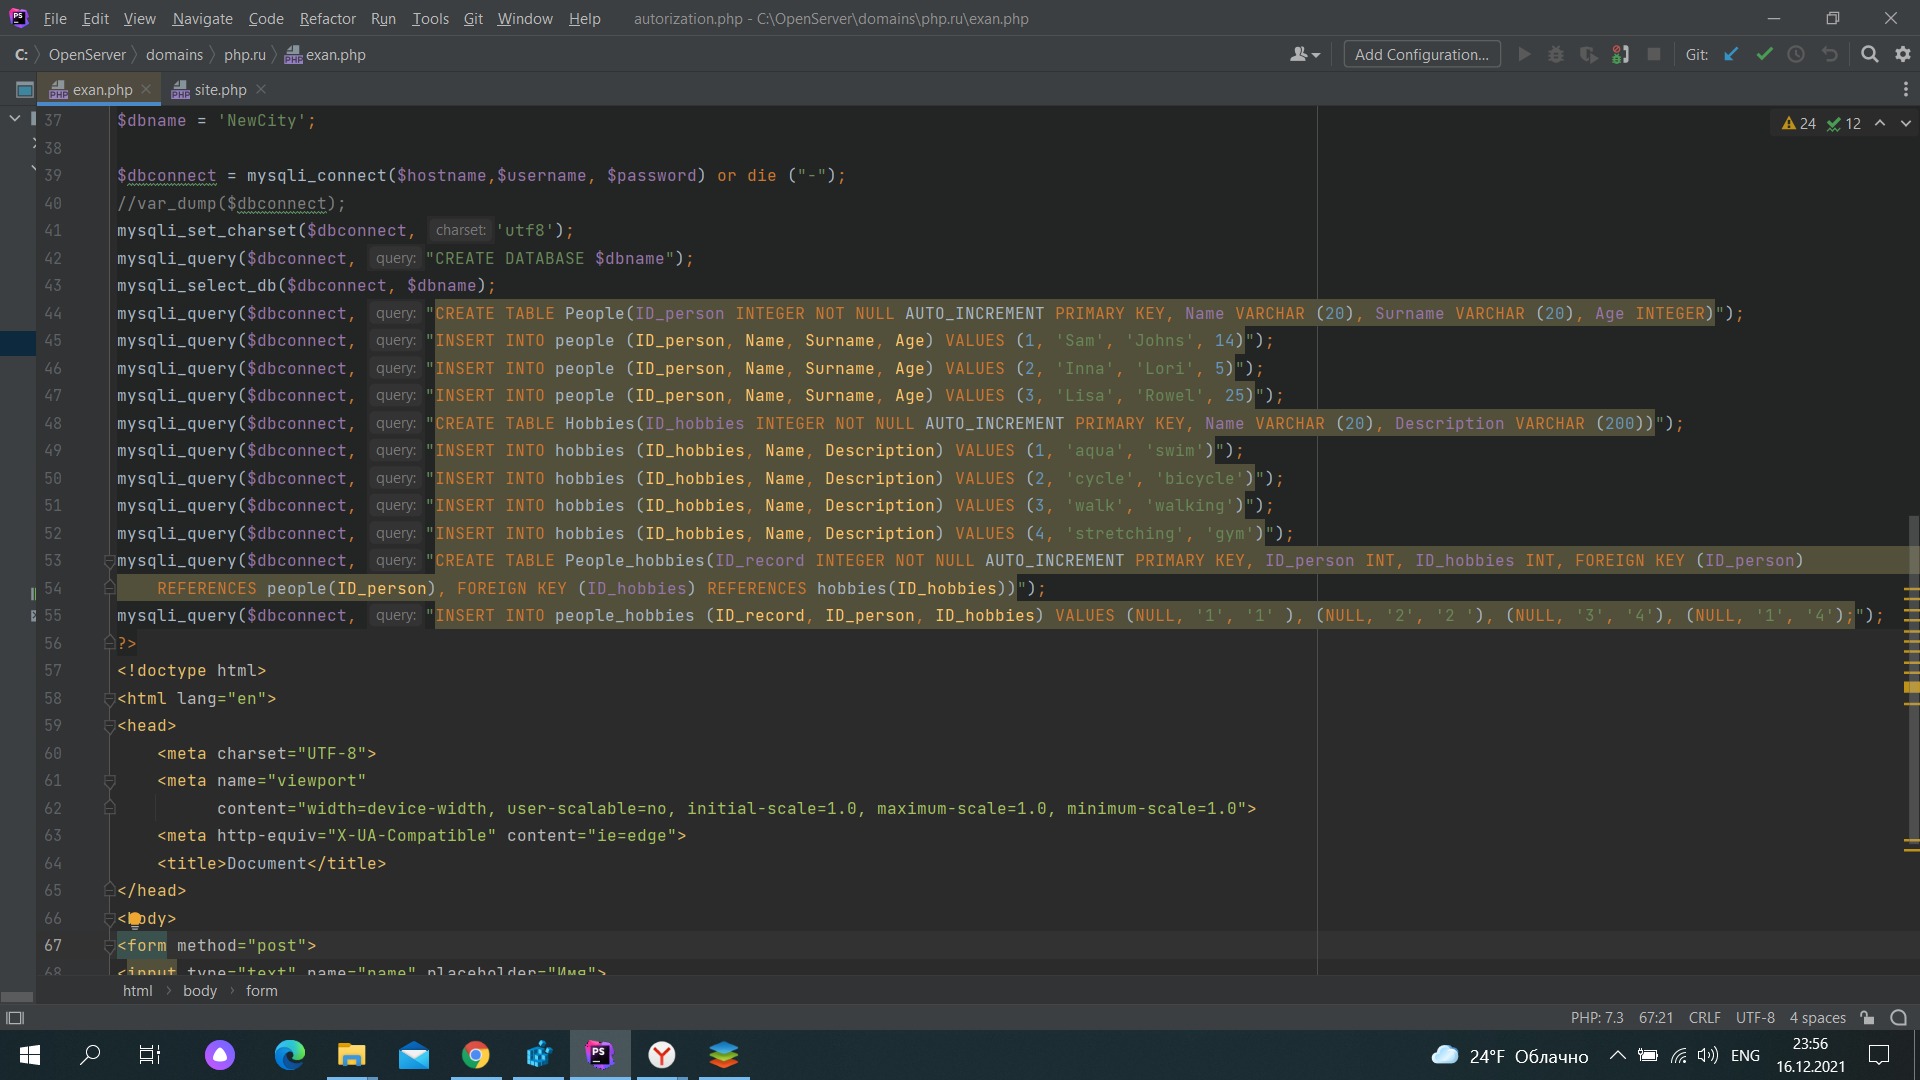 File Edit View Navigate Code Refactor Run Tools Git Window Help autorization.php - C:\OpenServer\domains\php.ru\exan.php
C: OpenServer domains php.ru exan.php Add Configuration... Git:
exan.php site.php
24 12
37 $dbname = 'NewCity';
38
39 $dbconnect = mysqli_connect($hostname,$username, $password) or die ("-");
40 //var_dump($dbconnect);
41 mysqli_set_charset($dbconnect, charset: 'utf8');
42 mysqli_query($dbconnect, query: "CREATE DATABASE $dbname");
43 mysqli_select_db($dbconnect, $dbname);
44 mysqli_query($dbconnect, query: "CREATE TABLE People(ID_person INTEGER NOT NULL AUTO_INCREMENT PRIMARY KEY, Name VARCHAR (20), Surname VARCHAR (20), Age INTEGER)");
45 mysqli_query($dbconnect, query: "INSERT INTO people (ID_person, Name, Surname, Age) VALUES (1, 'Sam', 'Johns', 14)");
46 mysqli_query($dbconnect, query: "INSERT INTO people (ID_person, Name, Surname, Age) VALUES (2, 'Inna', 'Lori', 5)");
47 mysqli_query($dbconnect, query: "INSERT INTO people (ID_person, Name, Surname, Age) VALUES (3, 'Lisa', 'Rowel', 25)");
48 mysqli_query($dbconnect, query: "CREATE TABLE Hobbies(ID_hobbies INTEGER NOT NULL AUTO_INCREMENT PRIMARY KEY, Name VARCHAR (20), Description VARCHAR (200))");
49 mysqli_query($dbconnect, query: "INSERT INTO hobbies (ID_hobbies, Name, Description) VALUES (1, 'aqua', 'swim')");
50 mysqli_query($dbconnect, query: "INSERT INTO hobbies (ID_hobbies, Name, Description) VALUES (2, 'cycle', 'bicycle')");
51 mysqli_query($dbconnect, query: "INSERT INTO hobbies (ID_hobbies, Name, Description) VALUES (3, 'walk', 'walking')");
52 mysqli_query($dbconnect, query: "INSERT INTO hobbies (ID_hobbies, Name, Description) VALUES (4, 'stretching', 'gym')");
53 mysqli_query($dbconnect, query: "CREATE TABLE People_hobbies(ID_record INTEGER NOT NULL AUTO_INCREMENT PRIMARY KEY, ID_person INT, ID_hobbies INT, FOREIGN KEY (ID_person)
54 REFERENCES people(ID_person), FOREIGN KEY (ID_hobbies) REFERENCES hobbies(ID_hobbies))");
55 mysqli_query($dbconnect, query: "INSERT INTO people_hobbies (ID_record, ID_person, ID_hobbies) VALUES (NULL, '1', '1' ), (NULL, '2', '2 '), (NULL, '3', '4'), (NULL, '1', '4');");
56 ?>
57 <!doctype html>
58 <html lang="en">
59 <head>
60 <meta charset="UTF-8">
61 <meta name="viewport"
62 content="width=device-width, user-scalable=no, initial-scale=1.0, maximum-scale=1.0, minimum-scale=1.0">
63 <meta http-equiv="X-UA-Compatible" content="ie=edge">
64 <title>Document</title>
65 </head>
66 <body>
67 <form method="post">
68 <input type="text" name="name" placeholder="Имя">
html body form
PHP: 7.3 67:21 CRLF UTF-8 4 spaces
24°F Облачно ENG 23:56
16.12.2021